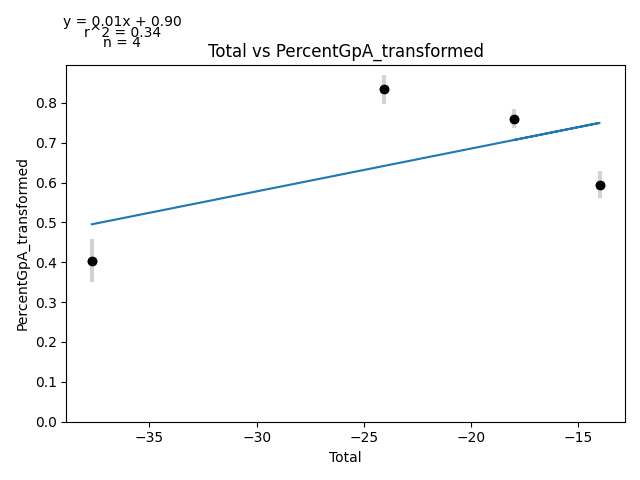 y = 0.01x + 0.90
r^2 = 0.34
n = 4
Total vs PercentGpA_transformed
0.8
0.7
0.6
0.5
0.4
0.3
0.2
0.1
0.0
PercentGpA_transformed
−35
−30
−25
−20
−15
Total